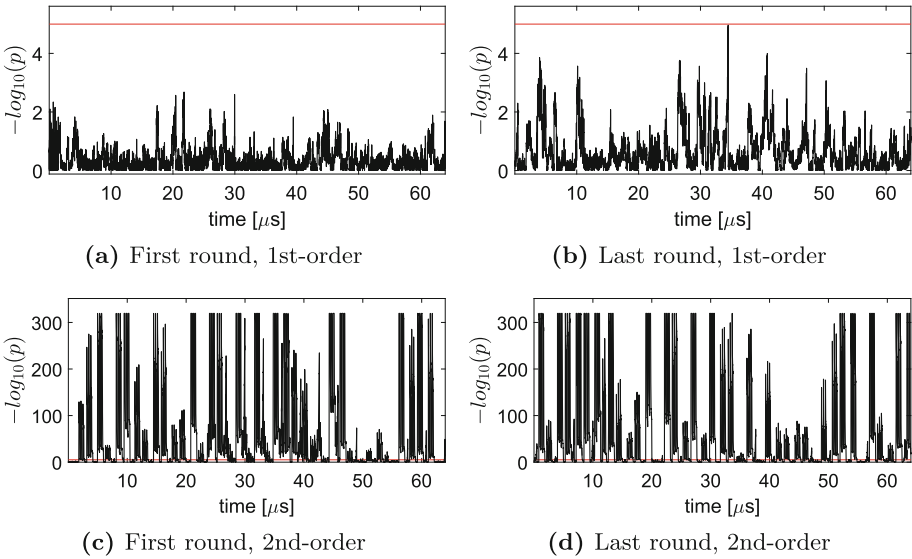 −log10(p)
4
2
0
10 20 30 40 50 60
time [μs]
(a) First round, 1st-order
−log10(p)
4
2
0
10 20 30 40 50 60
time [μs]
(b) Last round, 1st-order
−log10(p)
300
200
100
0
10 20 30 40 50 60
time [μs]
(c) First round, 2nd-order
−log10(p)
300
200
100
0
10 20 30 40 50 60
time [μs]
(d) Last round, 2nd-order